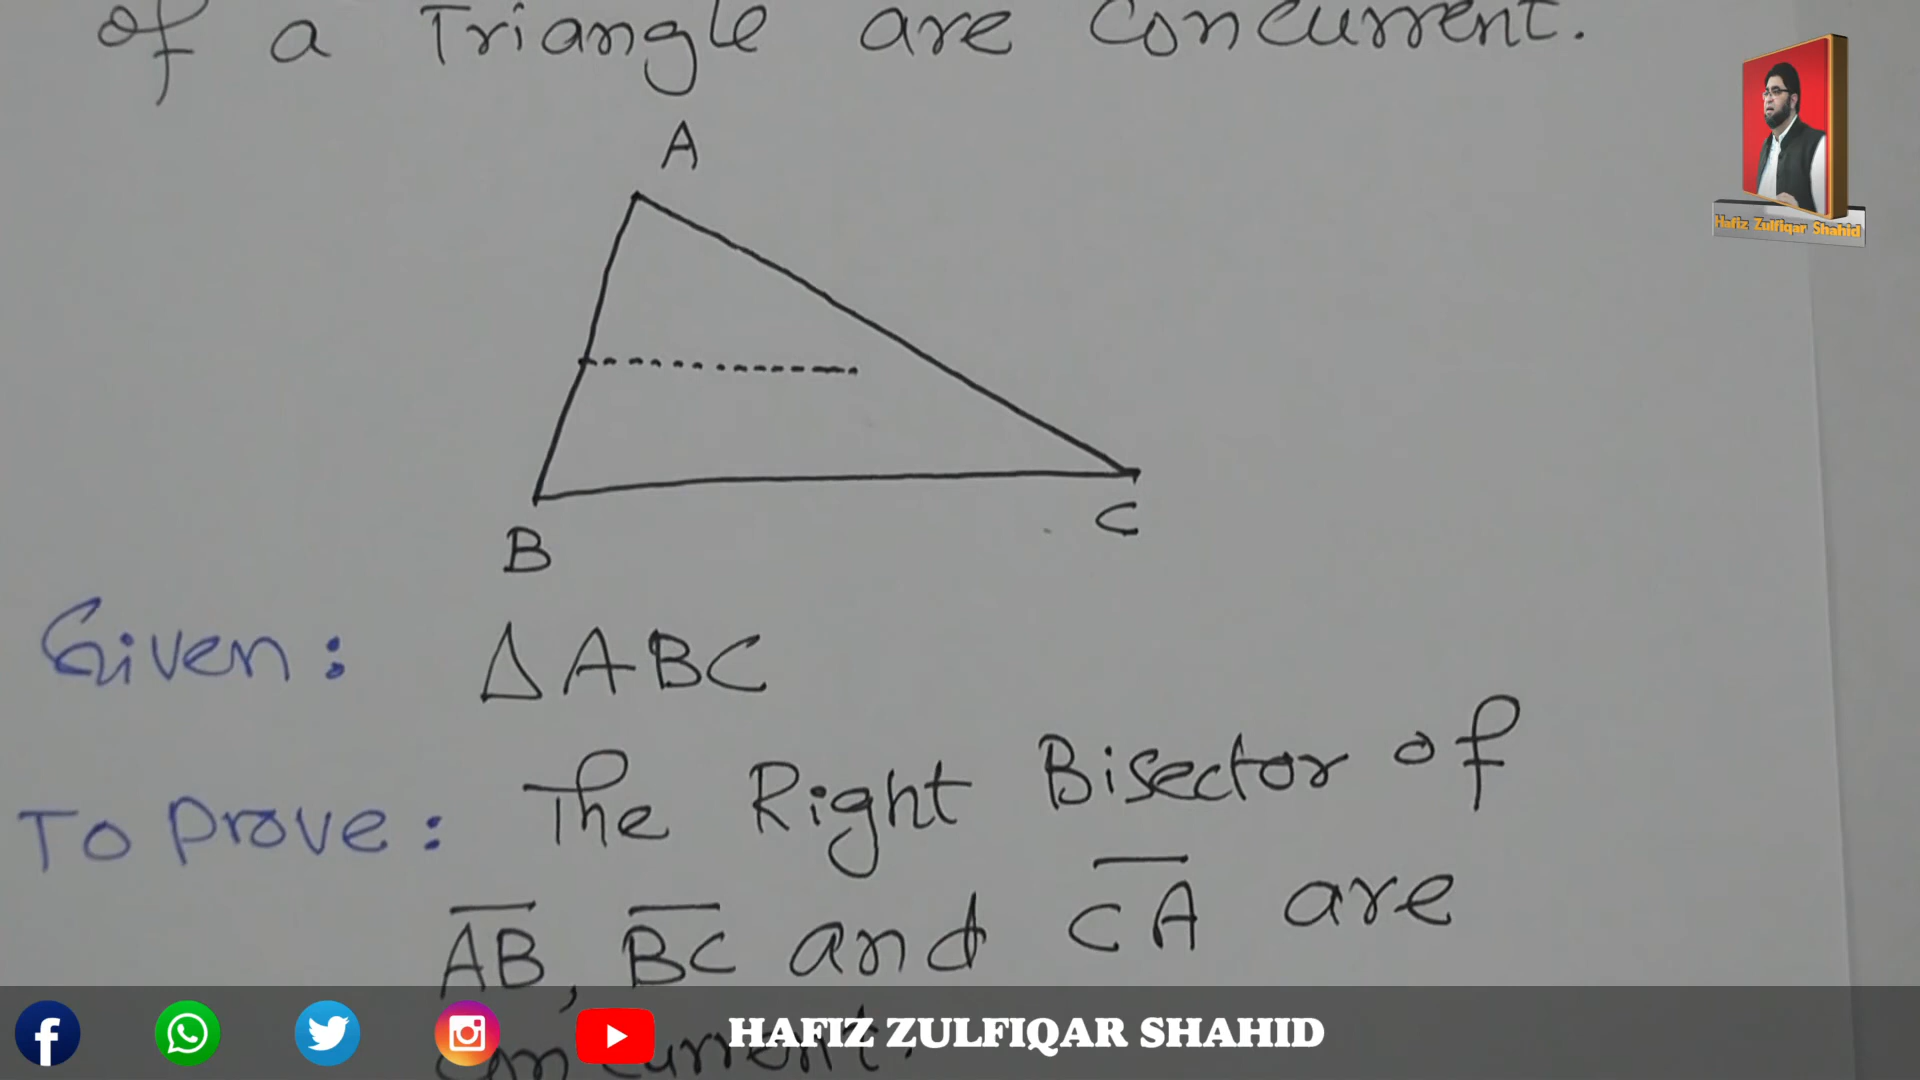 of a Triangle are Concurrent.
A
Hafiz Zulfiqar Shahid
B
C
Given: ΔABC
To Prove: The Right Bisector of
AB, BC and CA are
Concurrent.
HAFIZ ZULFIQAR SHAHID